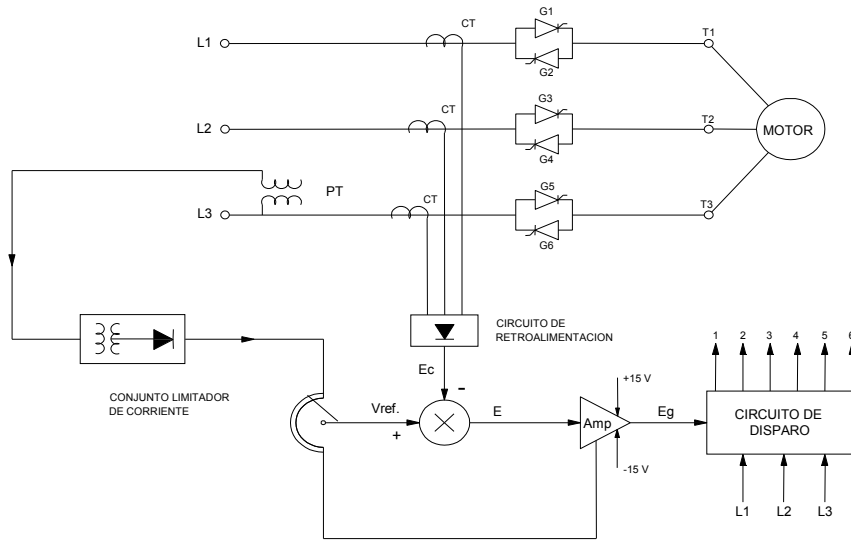 G1
CT
L1
T1
G2
G3
CT
L2
T2
MOTOR
G4
PT
CT
G5
L3
T3
G6
CIRCUITO DE
RETROALIMENTACION
1 2 3 4 5 6
Ec
+15 V
CONJUNTO LIMITADOR
DE CORRIENTE
-
Vref.
+
E
Amp
Eg
CIRCUITO DE
DISPARO
-15 V
L1 L2 L3